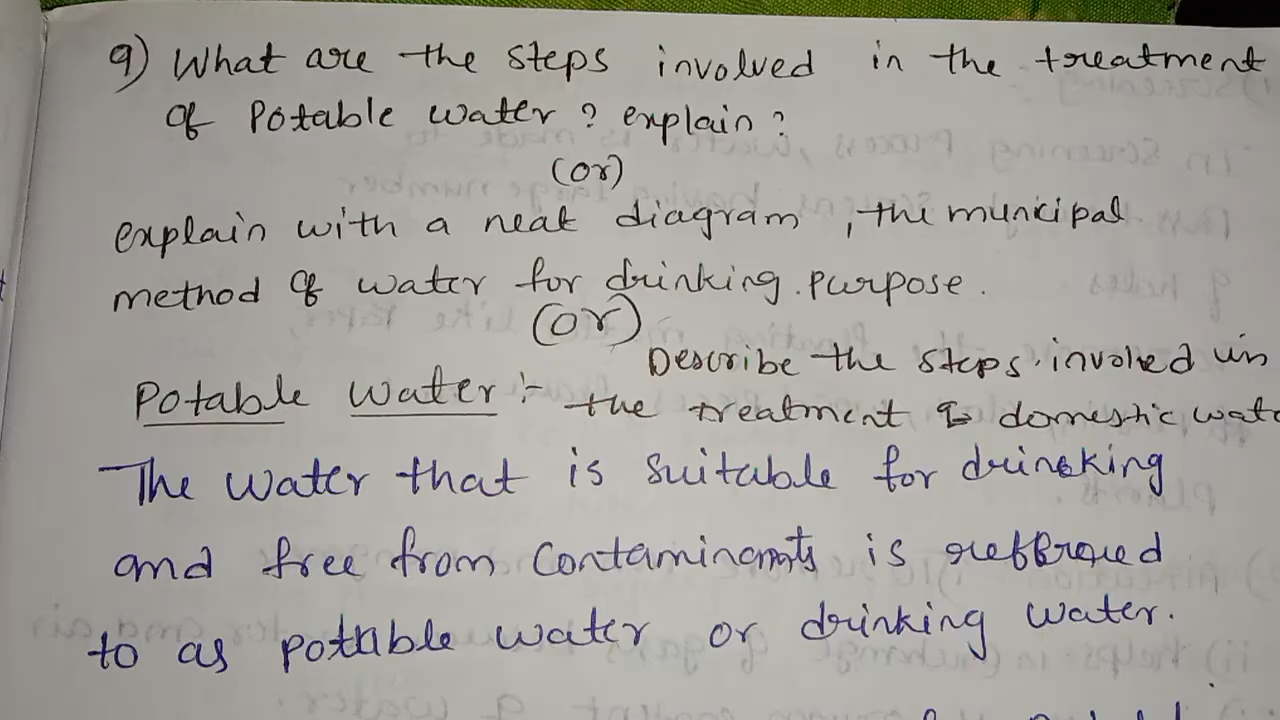 9) What are the steps involved in the treatment
of Potable water ? explain ?
(or)
explain with a neat diagram , the municipal
method of water for drinking purpose.
(or)
Describe the steps involved in
Potable Water :- the treatment of domestic wate
The water that is suitable for drinking
and free from contaminants is reffrred
to as potable water or drinking water.